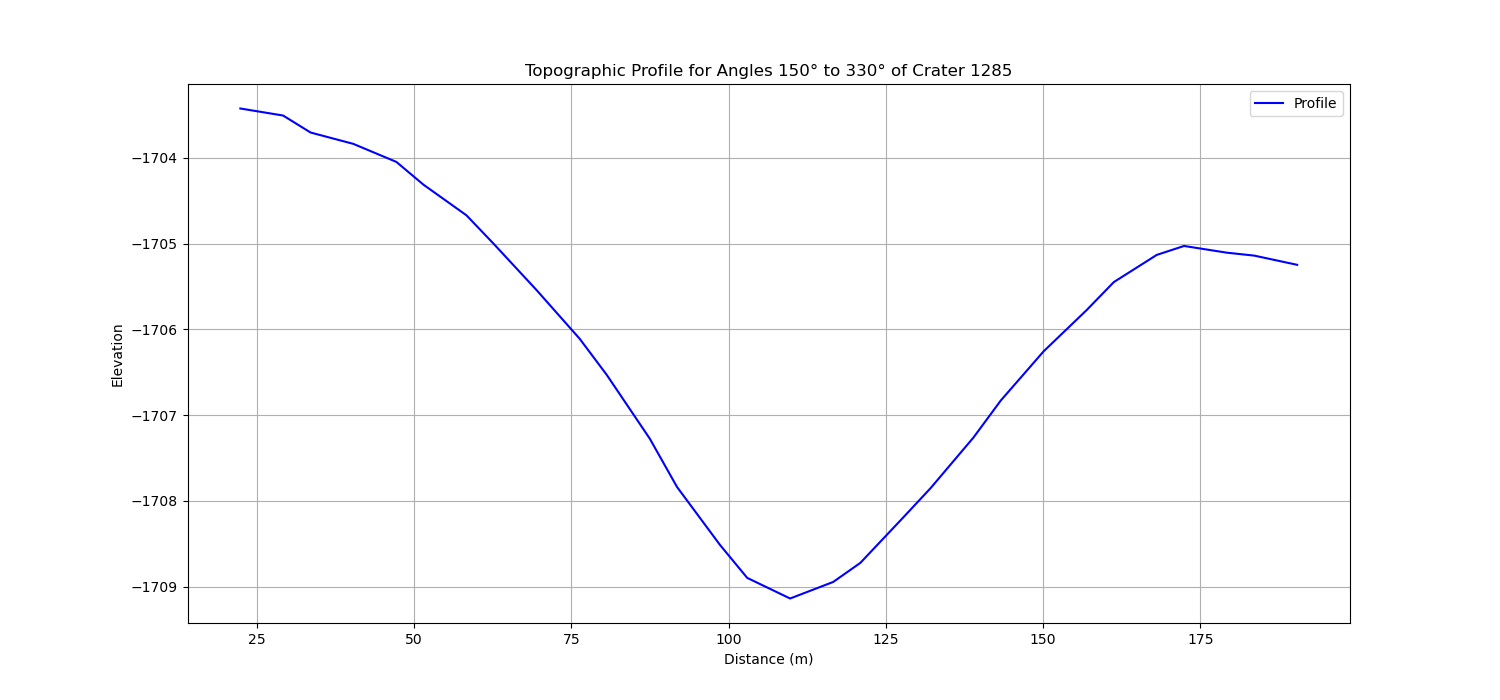 Topographic Profile for Angles 150° to 330° of Crater 1285
Profile
−1704
−1705
−1706
−1707
−1708
−1709
Elevation
25 50 75 100 125 150 175
Distance (m)